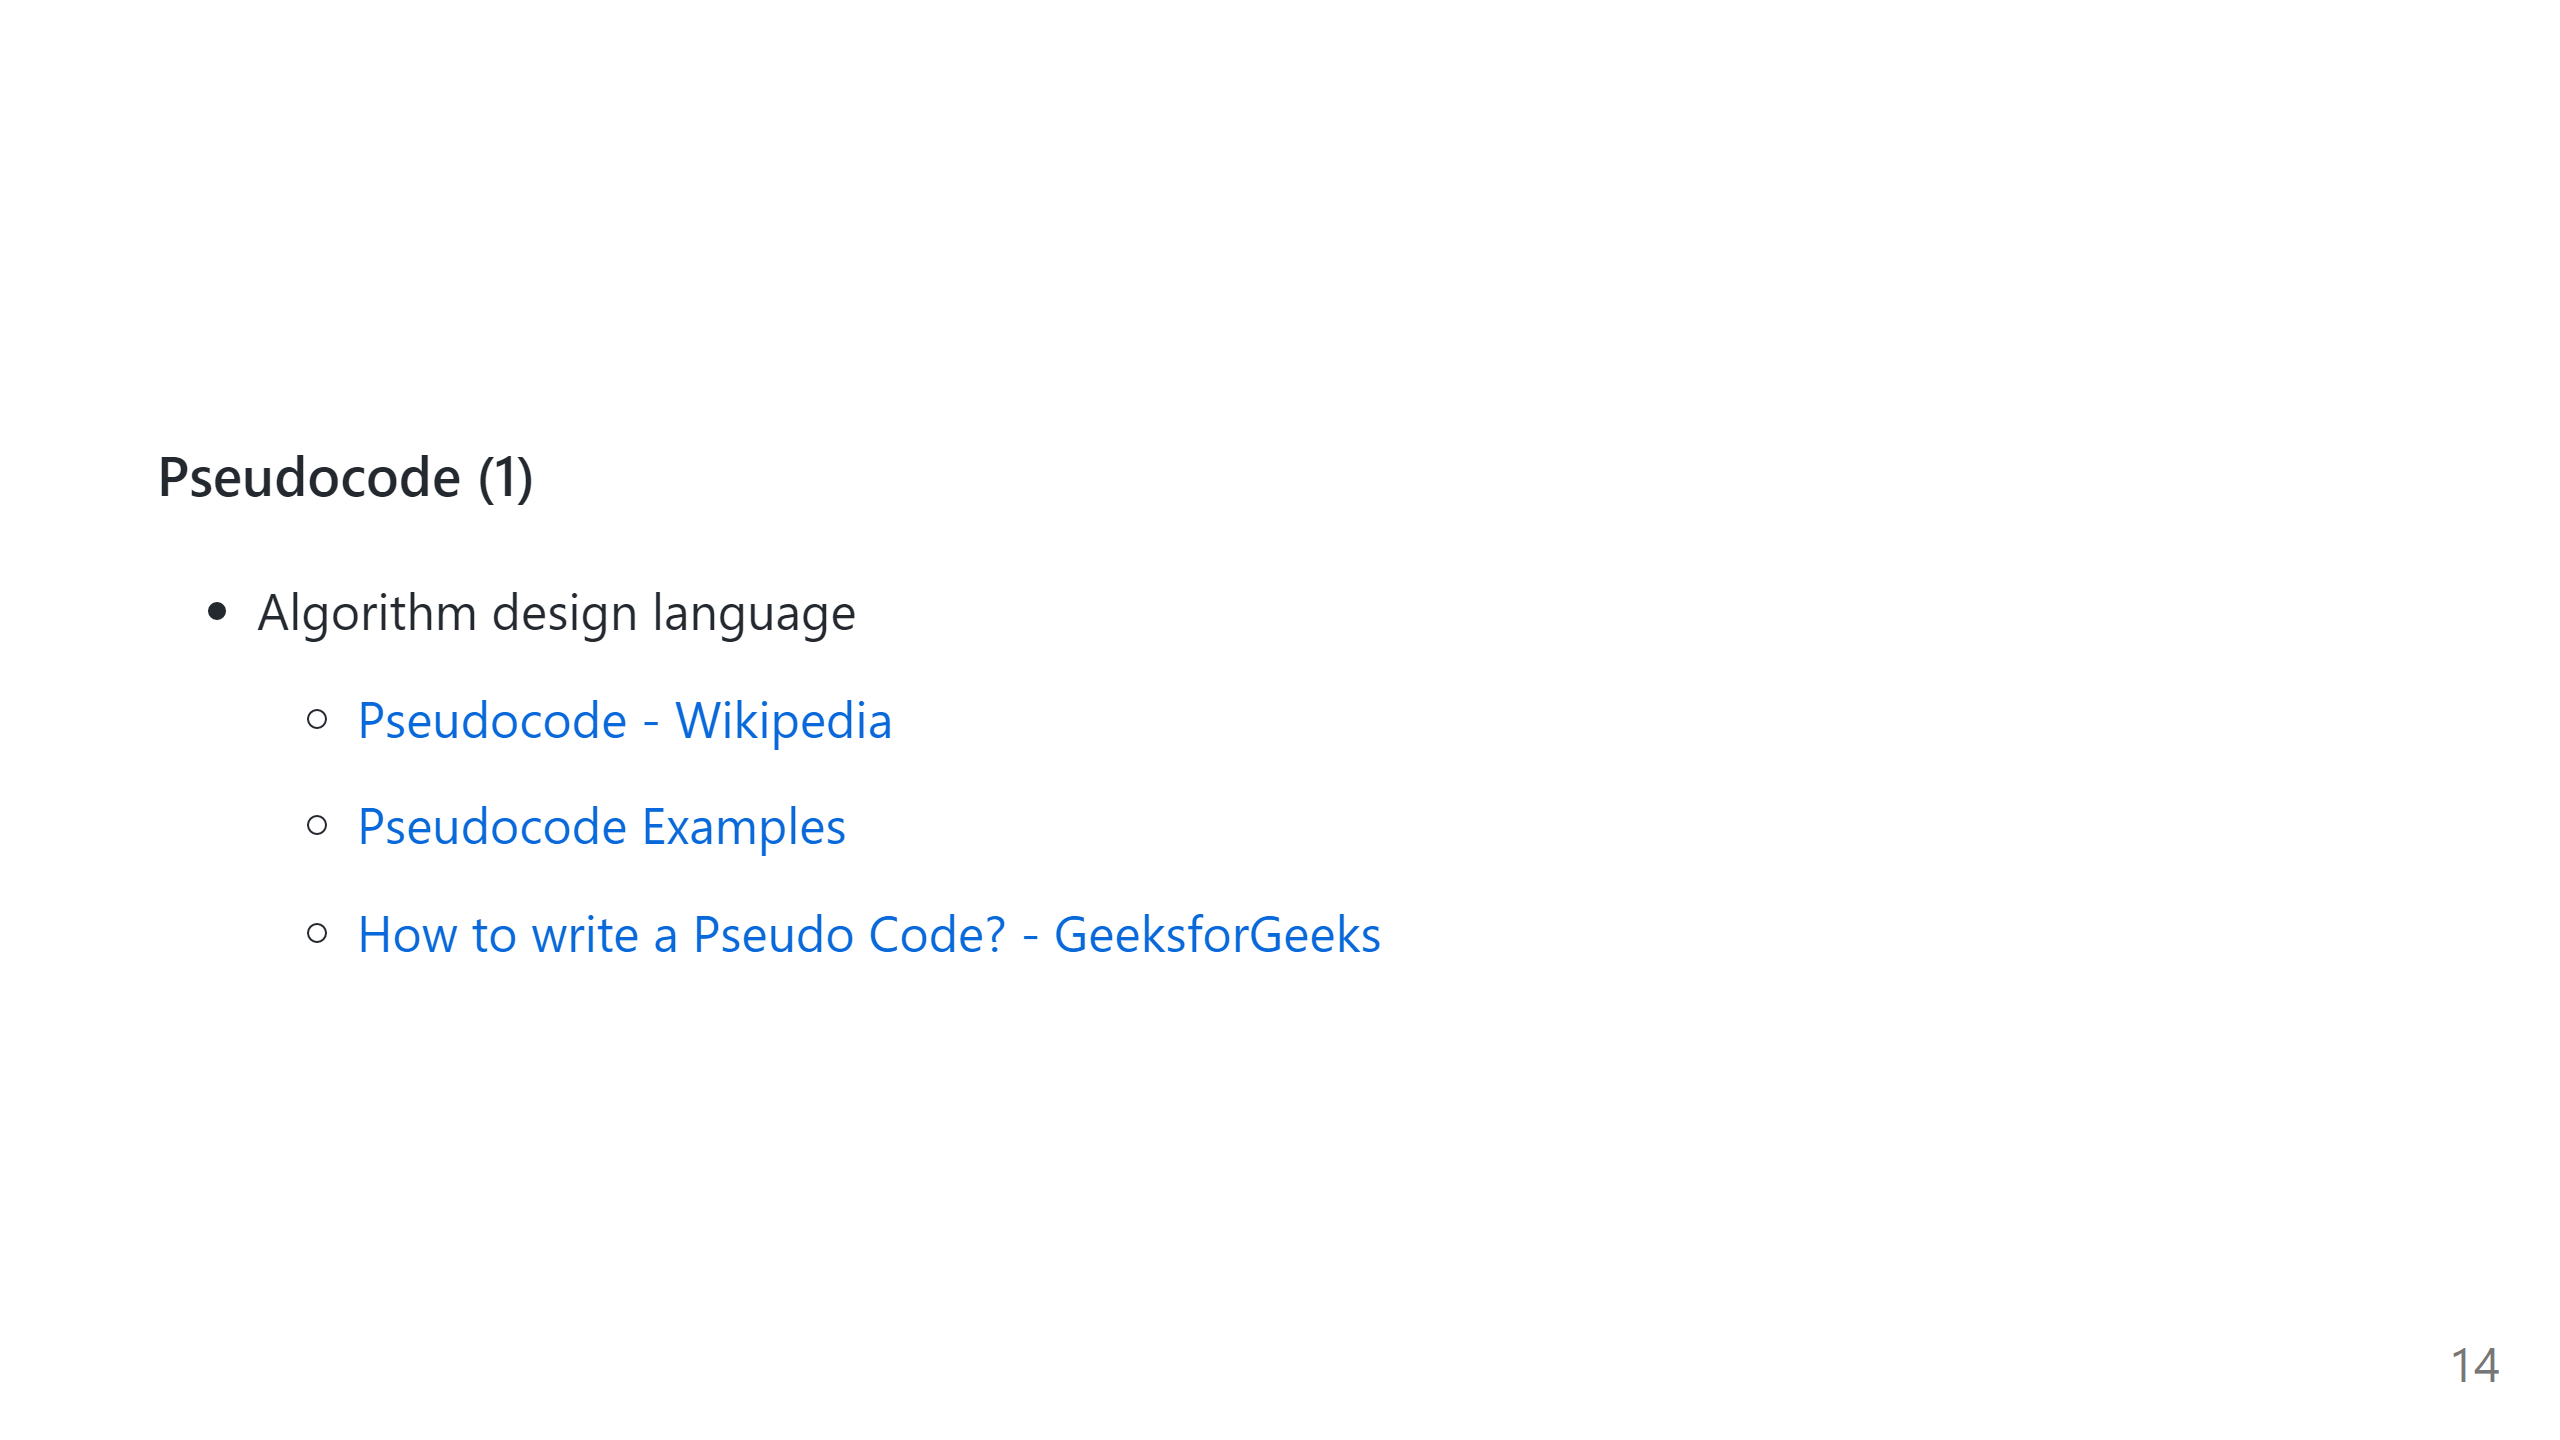 Pseudocode (1)
Algorithm design language
Pseudocode - Wikipedia
Pseudocode Examples
How to write a Pseudo Code? - GeeksforGeeks
14